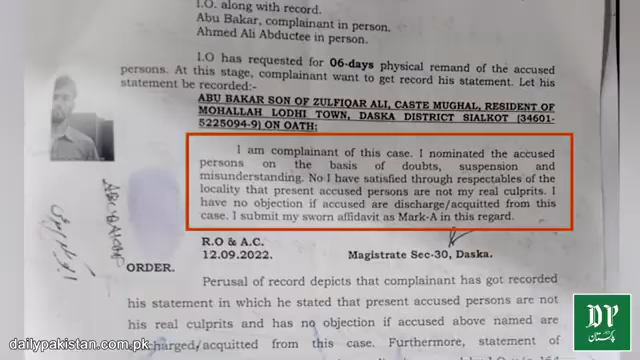 I.O. along with record.
Abu Bakar, complainant in person.
Ahmed Ali Abductee in person.
I.O has requested for 06-days physical remand of the accused
persons. At this stage, complainant want to get record his statement. Let his
statement be recorded:-
ABU BAKAR SON OF ZULFIQAR ALI, CASTE MUGHAL, RESIDENT OF
MOHALLAH LODHI TOWN, DASKA DISTRICT SIALKOT (34601-
5225094-9) ON OATH:
I am complainant of this case. I nominated the accused
persons on the basis of doubts, suspension and
misunderstanding. No I have satisfied through respectables of the
locality that present accused persons are not my real culprits. I
have no objection if accused are discharge/acquitted from this
case. I submit my sworn affidavit as Mark-A in this regard.
ABU BAKAR
R.O & A.C.
12.09.2022.
Magistrate Sec-30, Daska.
ORDER.
Perusal of record depicts that complainant has got recorded
his statement in which he stated that present accused persons are not
his real culprits and has no objection if accused above named are
discharged/acquitted from this case. Furthermore, statement of
dailypakistan.com.pk
DP
پاکستان